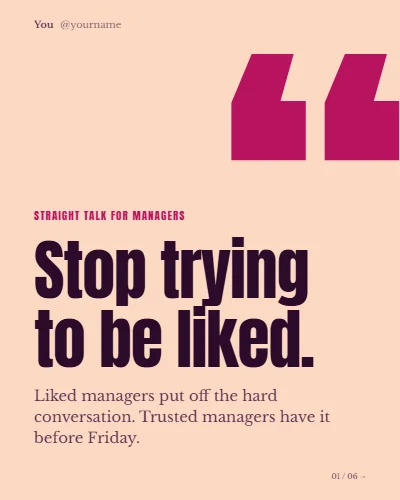 You @yourname
“
STRAIGHT TALK FOR MANAGERS
Stop trying
to be liked.
Liked managers put off the hard
conversation. Trusted managers have it
before Friday.
01 / 06 →